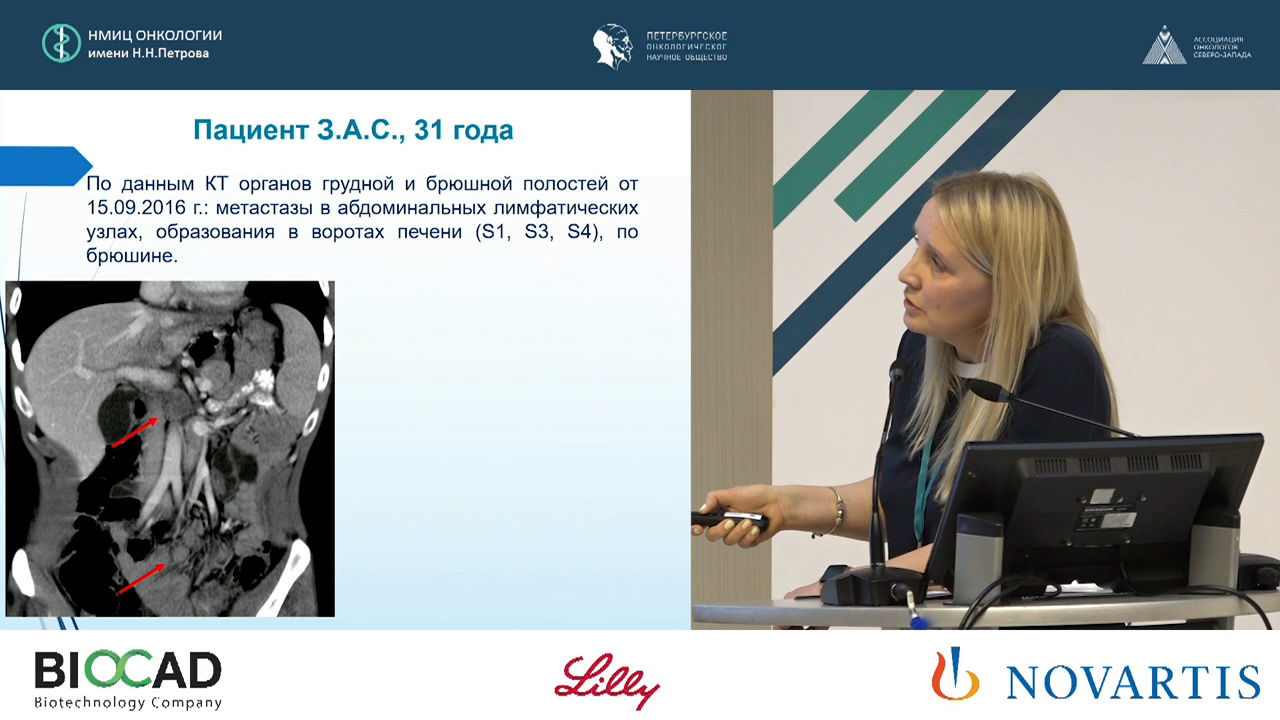 НМИЦ ОНКОЛОГИИ
имени Н.Н.Петрова
ПЕТЕРБУРГСКОЕ
ОНКОЛОГИЧЕСКОЕ
НАУЧНОЕ ОБЩЕСТВО
АССОЦИАЦИЯ
ОНКОЛОГОВ
СЕВЕРО-ЗАПАДА
Пациент З.А.С., 31 года
По данным КТ органов грудной и брюшной полостей от
15.09.2016 г.: метастазы в абдоминальных лимфатических
узлах, образования в воротах печени (S1, S3, S4), по
брюшине.
BIOCAD
Biotechnology Company
Lilly
NOVARTIS